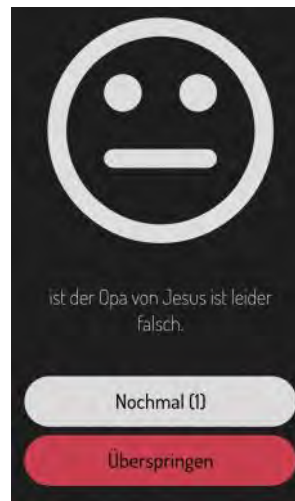 ist der Opa von Jesus ist leider
falsch.
Nochmal (1)
Überspringen